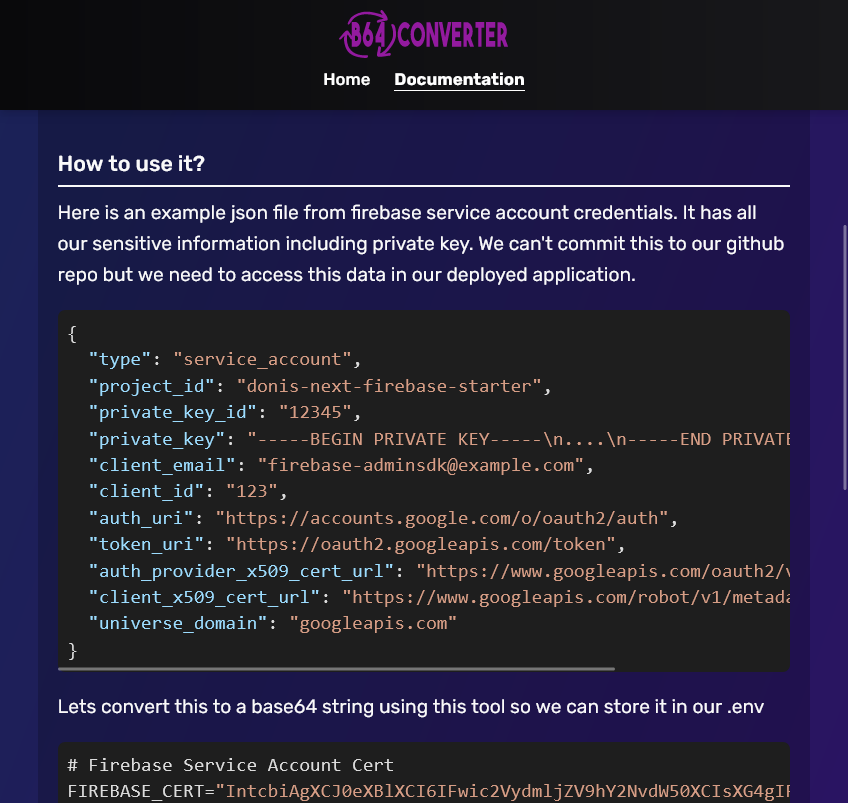 B64 CONVERTER
Home Documentation
How to use it?
Here is an example json file from firebase service account credentials. It has all
our sensitive information including private key. We can't commit this to our github
repo but we need to access this data in our deployed application.
{
"type": "service_account",
"project_id": "donis-next-firebase-starter",
"private_key_id": "12345",
"private_key": "-----BEGIN PRIVATE KEY-----\n....\n-----END PRIVATE
"client_email": "firebase-adminsdk@example.com",
"client_id": "123",
"auth_uri": "https://accounts.google.com/o/oauth2/auth",
"token_uri": "https://oauth2.googleapis.com/token",
"auth_provider_x509_cert_url": "https://www.googleapis.com/oauth2/v
"client_x509_cert_url": "https://www.googleapis.com/robot/v1/metada
"universe_domain": "googleapis.com"
}
Lets convert this to a base64 string using this tool so we can store it in our .env
# Firebase Service Account Cert
FIREBASE_CERT="IntcbiAgXCJ0eXBlXCI6IFwic2VydmljZV9hY2NvdW50XCIsXG4gIF